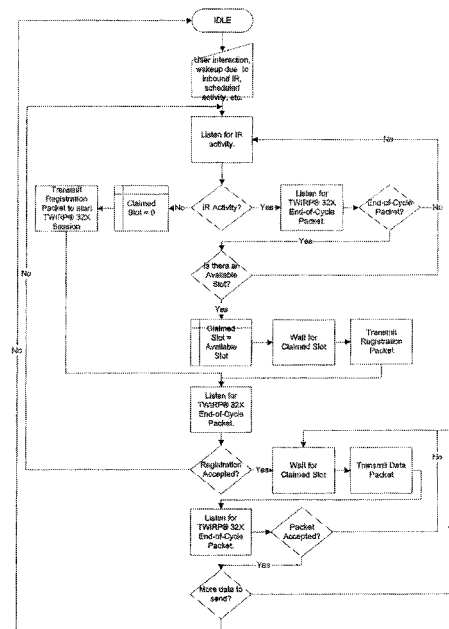 IDLE
User interaction,
wakeup due to
inbound IR,
scheduled
activity, etc.
Listen for IR
activity.
No
Transmit
Registration
Packet to start
TWIRP® 32X
Session
Claimed
Slot = 0
No
IR Activity?
Yes
Listen for
TWIRP® 32X
End-of-Cycle
Packet.
End-of-Cycle
Packet?
No
Yes
No
Is there an
Available
Slot?
Yes
No
Claimed
Slot =
Available
Slot
Wait for
Claimed Slot
Transmit
Registration
Packet
Listen for
TWIRP® 32X
End-of-Cycle
Packet.
Registration
Accepted?
Yes
Wait for
Claimed Slot
Transmit Data
Packet
No
Listen for
TWIRP® 32X
End-of-Cycle
Packet.
Packet
Accepted?
Yes
More data to
send?